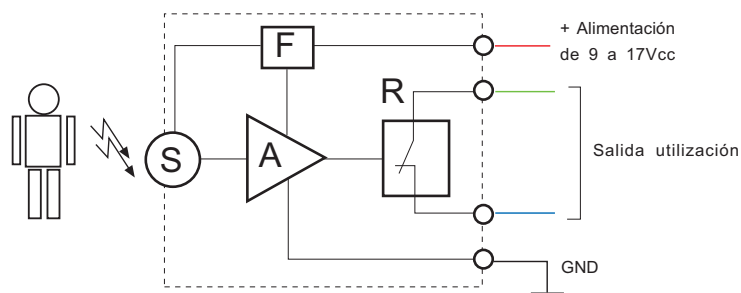 + Alimentación
de 9 a 17Vcc
F
R
S
A
Salida utilización
GND